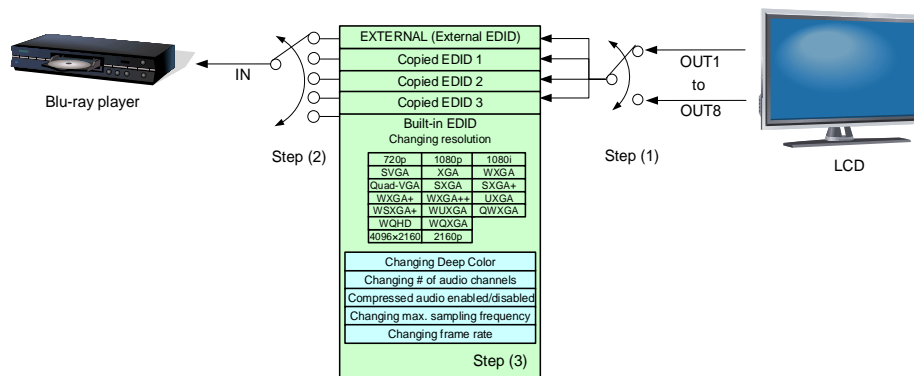 EXTERNAL (External EDID)
Copied EDID 1
Copied EDID 2
Copied EDID 3
Built-in EDID
Changing resolution
720p 1080p 1080i
SVGA XGA WXGA
Quad-VGA SXGA SXGA+
WXGA+ WXGA++ UXGA
WSXGA+ WUXGA QWXGA
WQHD WQXGA
4096×2160 2160p
Changing Deep Color
Changing # of audio channels
Compressed audio enabled/disabled
Changing max. sampling frequency
Changing frame rate
Step (3)
IN
Blu-ray player
Step (2)
Step (1)
OUT1
to
OUT8
LCD